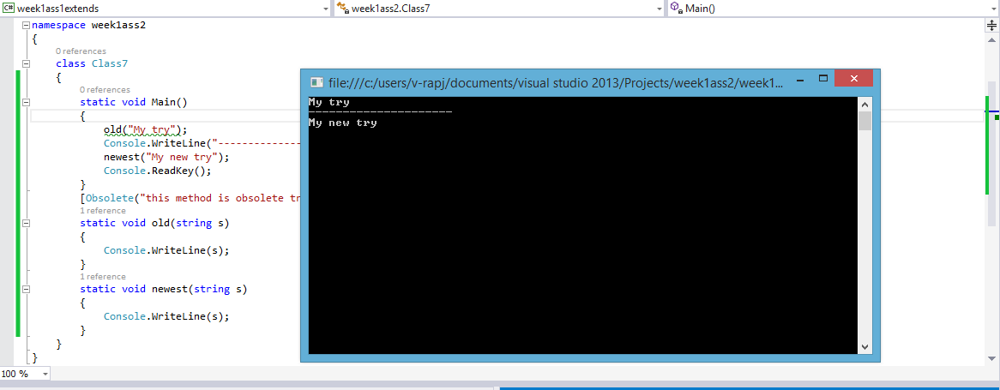 week1ass1extends
week1ass2.Class7
Main()
namespace week1ass2
{
0 references
class Class7
{
0 references
static void Main()
{
old("My try");
Console.WriteLine("---------------
newest("My new try");
Console.ReadKey();
}
[Obsolete("this method is obsolete
1 reference
static void old(string s)
{
Console.WriteLine(s);
}
1 reference
static void newest(string s)
{
Console.WriteLine(s);
}
}
}
100 %
file:///c:/users/v-rapj/documents/visual studio 2013/Projects/week1ass2/week1...
My try
---------------------
My new try